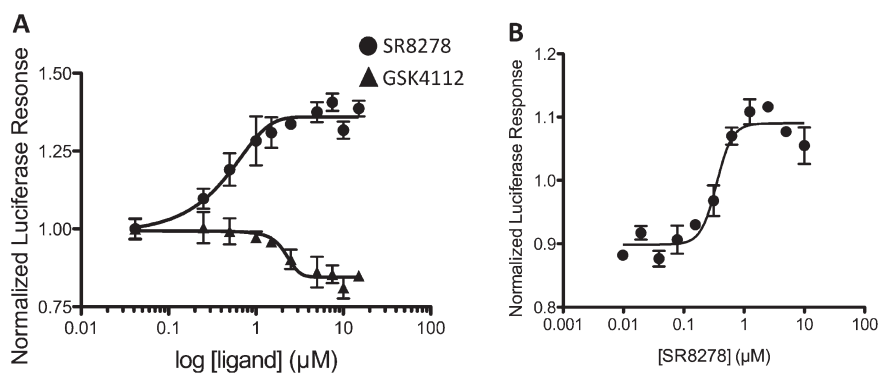 A
SR8278
GSK4112
Normalized Luciferase Resonse
1.50
1.25
1.00
0.75
0.01 0.1 1 10 100
log [ligand] (µM)
B
Normalized Luciferase Response
1.2
1.1
1.0
0.9
0.8
0.001 0.01 0.1 1 10 100
[SR8278] (µM)